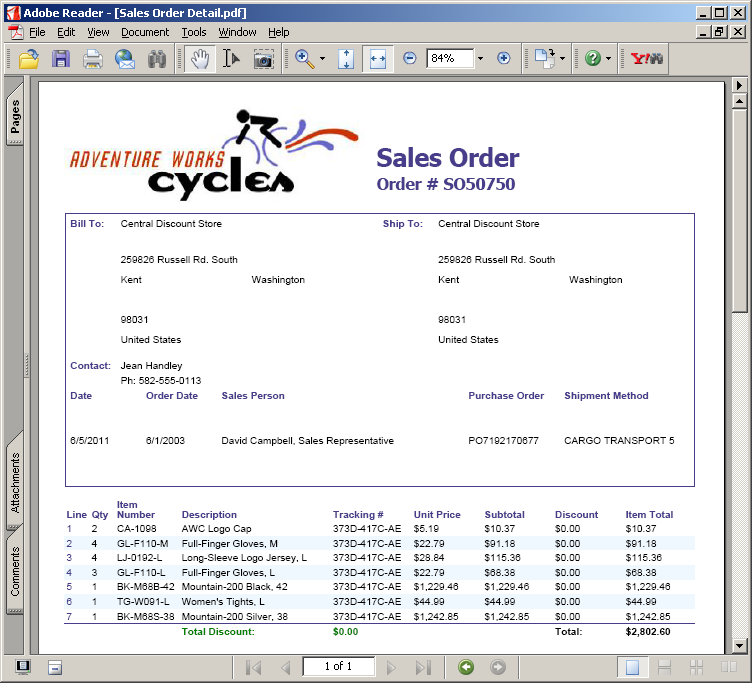 Adobe Reader - [Sales Order Detail.pdf]
File Edit View Document Tools Window Help
84%
Y!
Pages
ADVENTURE WORKS
cycles
Sales Order
Order # SO50750
Bill To: Central Discount Store Ship To: Central Discount Store
259826 Russell Rd. South 259826 Russell Rd. South
Kent Washington Kent Washington
98031 98031
United States United States
Contact: Jean Handley
Ph: 582-555-0113
Date Order Date Sales Person Purchase Order Shipment Method
6/5/2011 6/1/2003 David Campbell, Sales Representative PO7192170677 CARGO TRANSPORT 5
Attachments
Comments
Line Qty Item Number Description Tracking # Unit Price Subtotal Discount Item Total
1 2 CA-1098 AWC Logo Cap 373D-417C-AE $5.19 $10.37 $0.00 $10.37
2 4 GL-F110-M Full-Finger Gloves, M 373D-417C-AE $22.79 $91.18 $0.00 $91.18
3 4 LJ-0192-L Long-Sleeve Logo Jersey, L 373D-417C-AE $28.84 $115.36 $0.00 $115.36
4 3 GL-F110-L Full-Finger Gloves, L 373D-417C-AE $22.79 $68.38 $0.00 $68.38
5 1 BK-M68B-42 Mountain-200 Black, 42 373D-417C-AE $1,229.46 $1,229.46 $0.00 $1,229.46
6 1 TG-W091-L Women's Tights, L 373D-417C-AE $44.99 $44.99 $0.00 $44.99
7 1 BK-M68S-38 Mountain-200 Silver, 38 373D-417C-AE $1,242.85 $1,242.85 $0.00 $1,242.85
Total Discount: $0.00 Total: $2,802.60
1 of 1